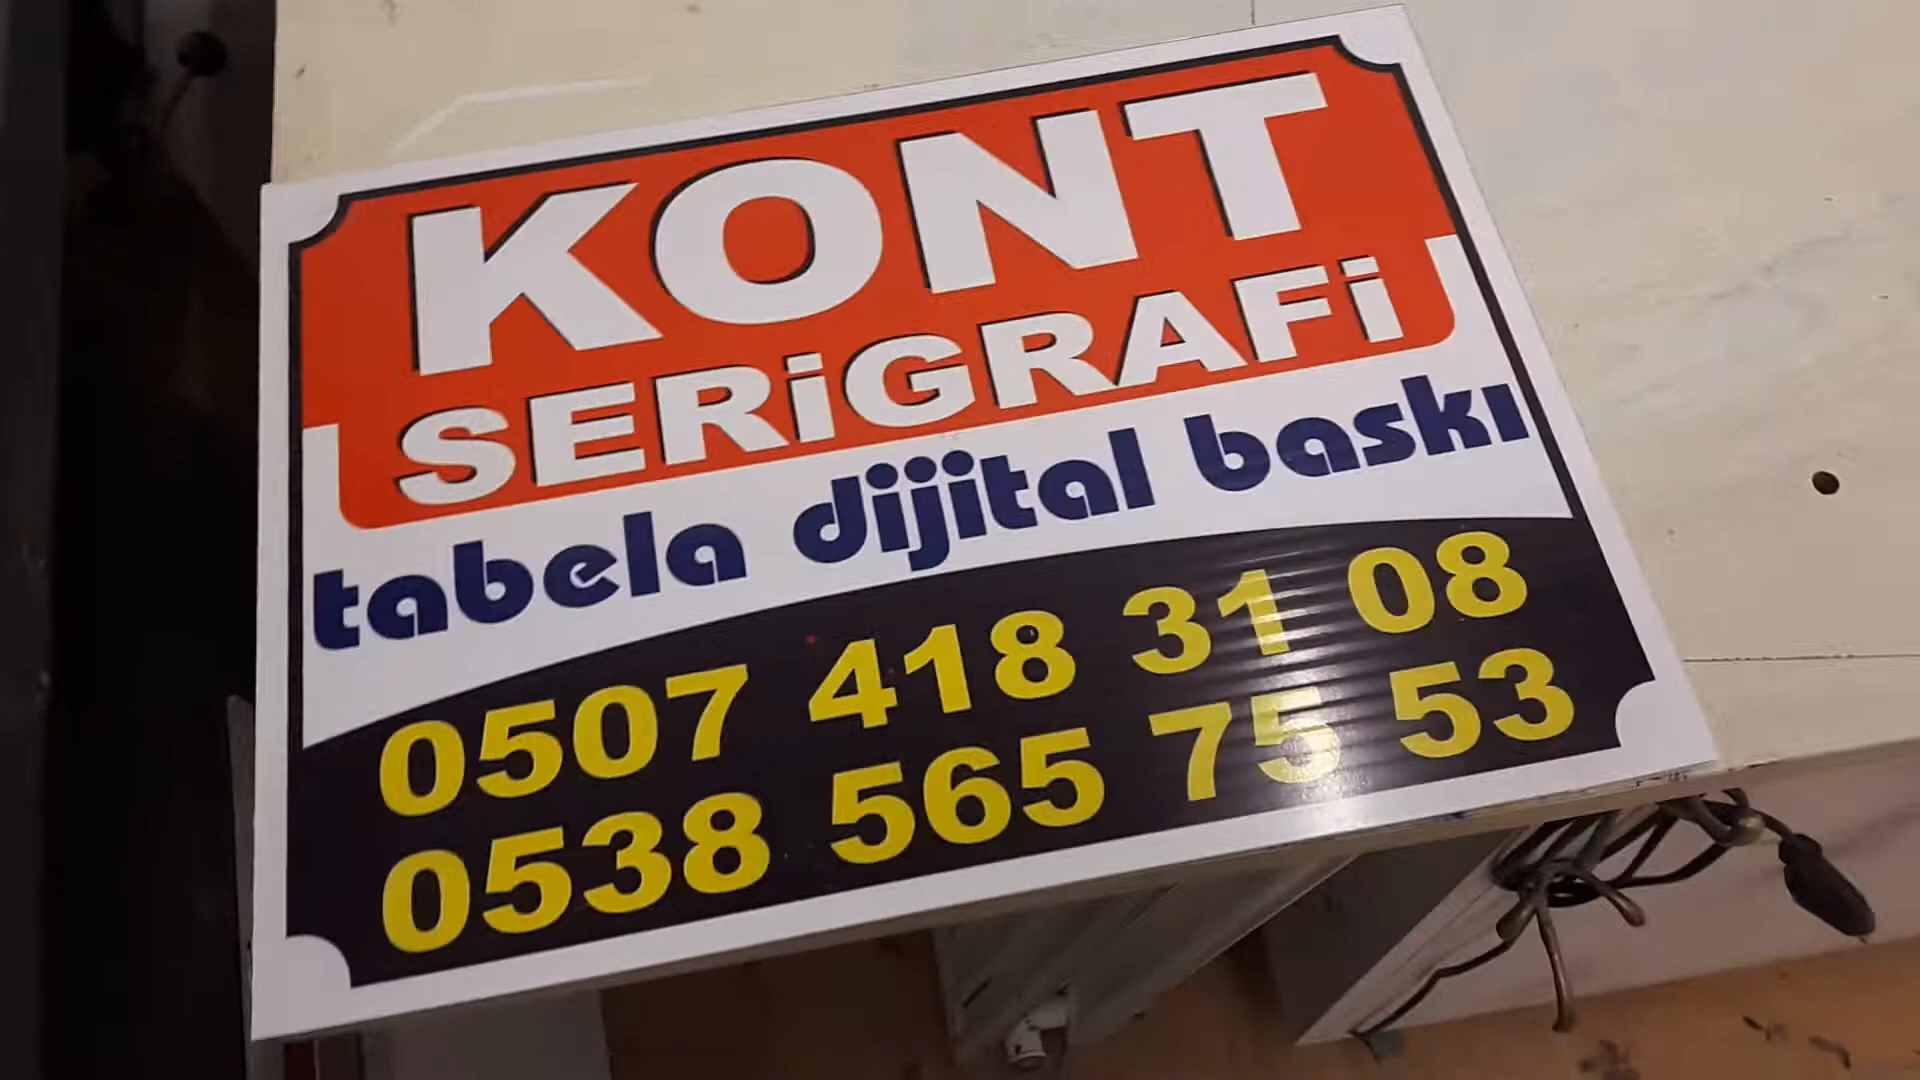 KONT
SERiGRAFi
tabela dijital baskı
0507 418 31 08
0538 565 75 53